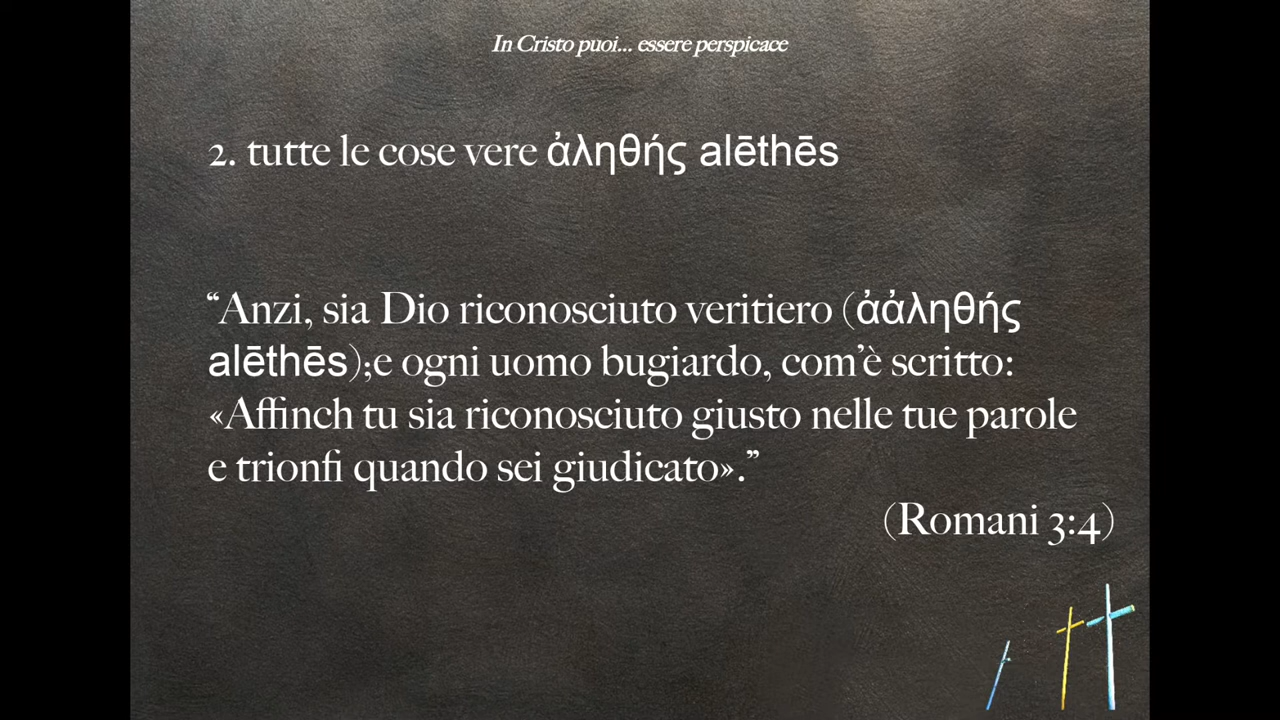 In Cristo puoi... essere perspicace
2. tutte le cose vere ἀληθής alēthēs
“Anzi, sia Dio riconosciuto veritiero (ἀἀληθής
alēthēs);e ogni uomo bugiardo, com’è scritto:
«Affinch tu sia riconosciuto giusto nelle tue parole
e trionfi quando sei giudicato».”
(Romani 3:4)